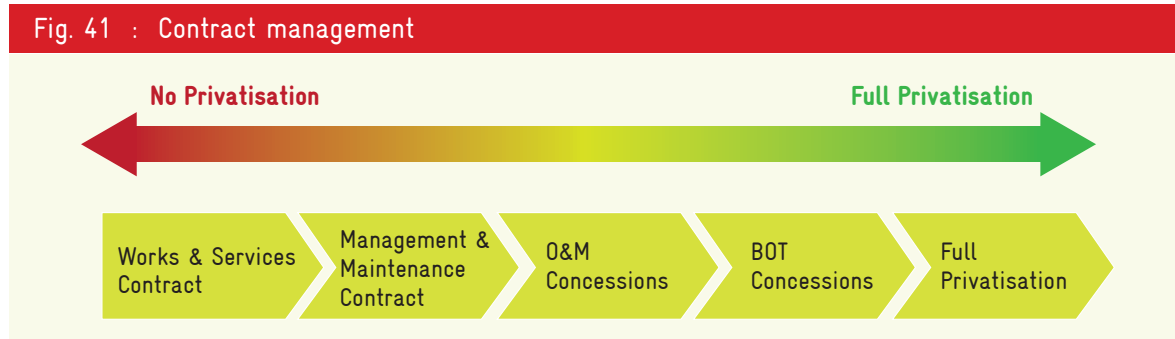 Fig. 41 : Contract management
No Privatisation
Full Privatisation
Works & Services
Contract
Management &
Maintenance
Contract
O&M
Concessions
BOT
Concessions
Full
Privatisation